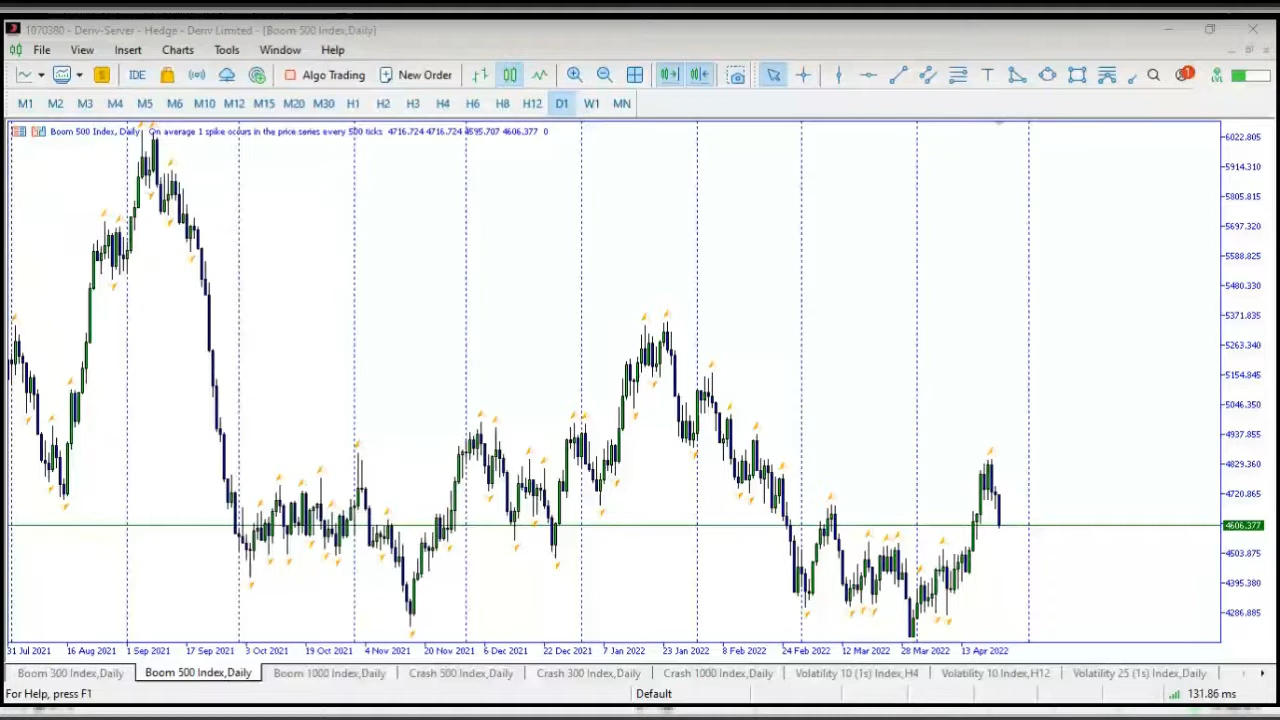 1070380 - Deriv-Server - Hedge - Deriv Limited - [Boom 500 Index,Daily]
File View Insert Charts Tools Window Help
IDE Algo Trading New Order 1
M1 M2 M3 M4 M5 M6 M10 M12 M15 M20 M30 H1 H2 H3 H4 H6 H8 H12 D1 W1 MN
Boom 500 Index, Daily: On average 1 spike occurs in the price series every 500 ticks 4716.724 4716.724 4595.707 4606.377 0
6022.805
5914.310
5805.815
5697.320
5588.825
5480.330
5371.835
5263.340
5154.845
5046.350
4937.855
4829.360
4720.865
4606.377
4503.875
4395.380
4286.885
31 Jul 2021 16 Aug 2021 1 Sep 2021 17 Sep 2021 3 Oct 2021 19 Oct 2021 4 Nov 2021 20 Nov 2021 6 Dec 2021 22 Dec 2021 7 Jan 2022 23 Jan 2022 8 Feb 2022 24 Feb 2022 12 Mar 2022 28 Mar 2022 13 Apr 2022
Boom 300 Index,Daily Boom 500 Index,Daily Boom 1000 Index,Daily Crash 500 Index,Daily Crash 300 Index,Daily Crash 1000 Index,Daily Volatility 10 (1s) Index,H4 Volatility 10 Index,H12 Volatility 25 (1s) Index,Daily
For Help, press F1 Default 131.86 ms